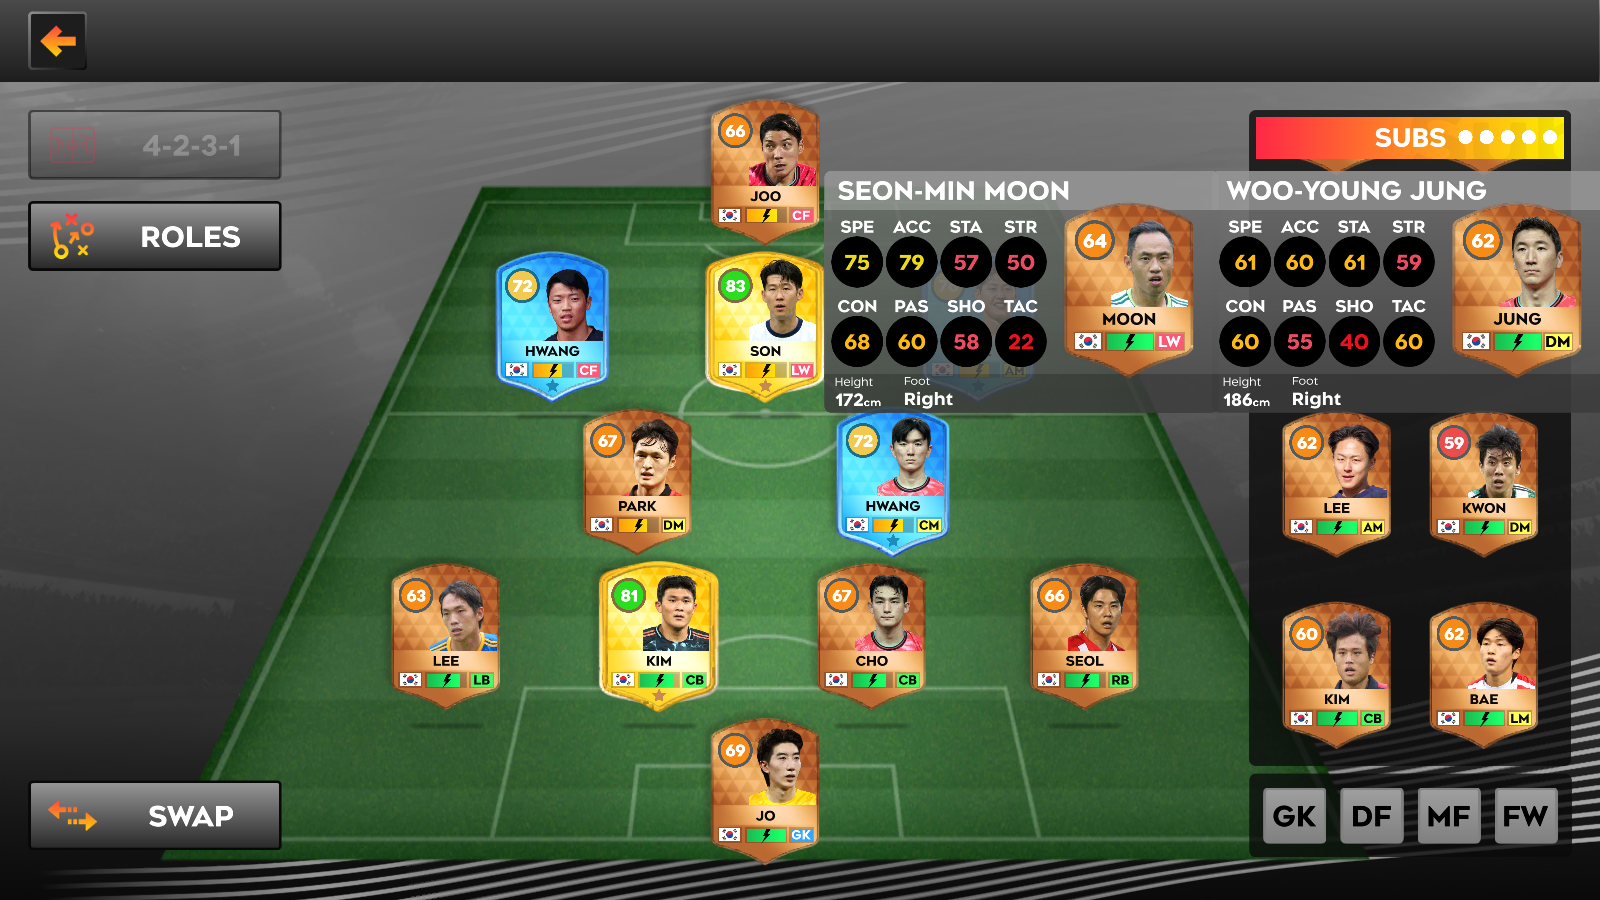 4-2-3-1
ROLES
66
JOO
CF
SUBS
SEON-MIN MOON
SPE ACC STA STR
75 79 57 50
CON PAS SHO TAC
68 60 58 22
Height Foot
172cm Right
64
MOON
LW
WOO-YOUNG JUNG
SPE ACC STA STR
61 60 61 59
CON PAS SHO TAC
60 55 40 60
Height Foot
186cm Right
62
JUNG
DM
72
HWANG
CF
83
SON
LW
AM
67
PARK
DM
72
HWANG
CM
62
LEE
AM
59
KWON
DM
63
LEE
LB
81
KIM
CB
67
CHO
CB
66
SEOL
RB
60
KIM
CB
62
BAE
LM
69
JO
GK
SWAP
GK DF MF FW